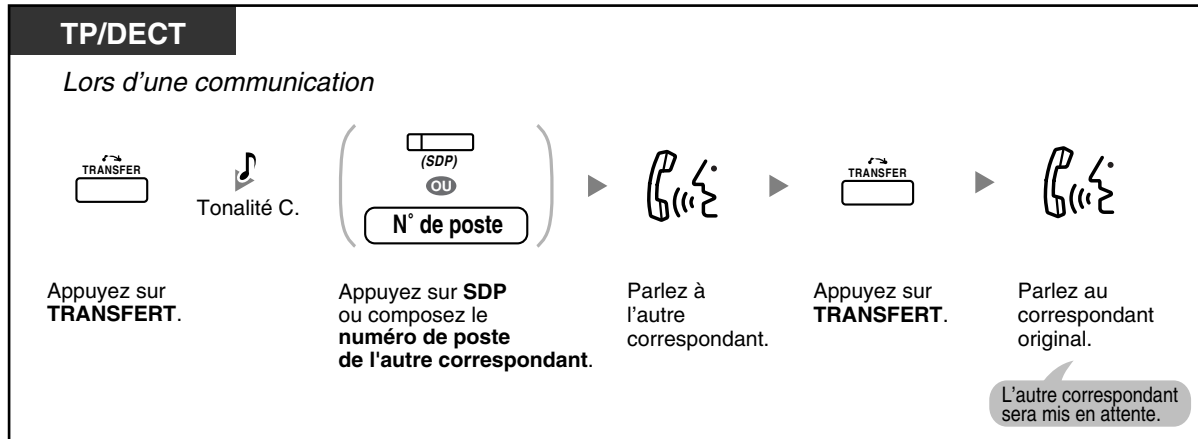 TP/DECT
Lors d'une communication
TRANSFER
Tonalité C.
(SDP)
OU
N° de poste
TRANSFER
Appuyez sur
TRANSFERT.
Appuyez sur SDP
ou composez le
numéro de poste
de l'autre correspondant.
Parlez à
l'autre
correspondant.
Appuyez sur
TRANSFERT.
Parlez au
correspondant
original.
L'autre correspondant
sera mis en attente.